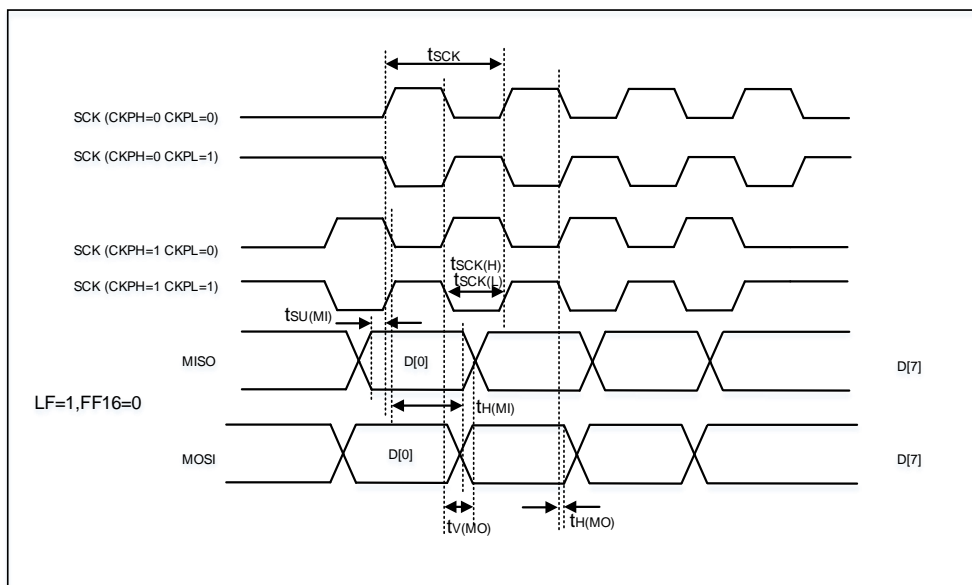 tSCK
SCK (CKPH=0 CKPL=0)
SCK (CKPH=0 CKPL=1)
SCK (CKPH=1 CKPL=0)
tSCK(H)
tSCK(L)
SCK (CKPH=1 CKPL=1)
tSU(MI)
MISO
D[0]
D[7]
LF=1,FF16=0
tH(MI)
MOSI
D[0]
D[7]
tV(MO)
tH(MO)